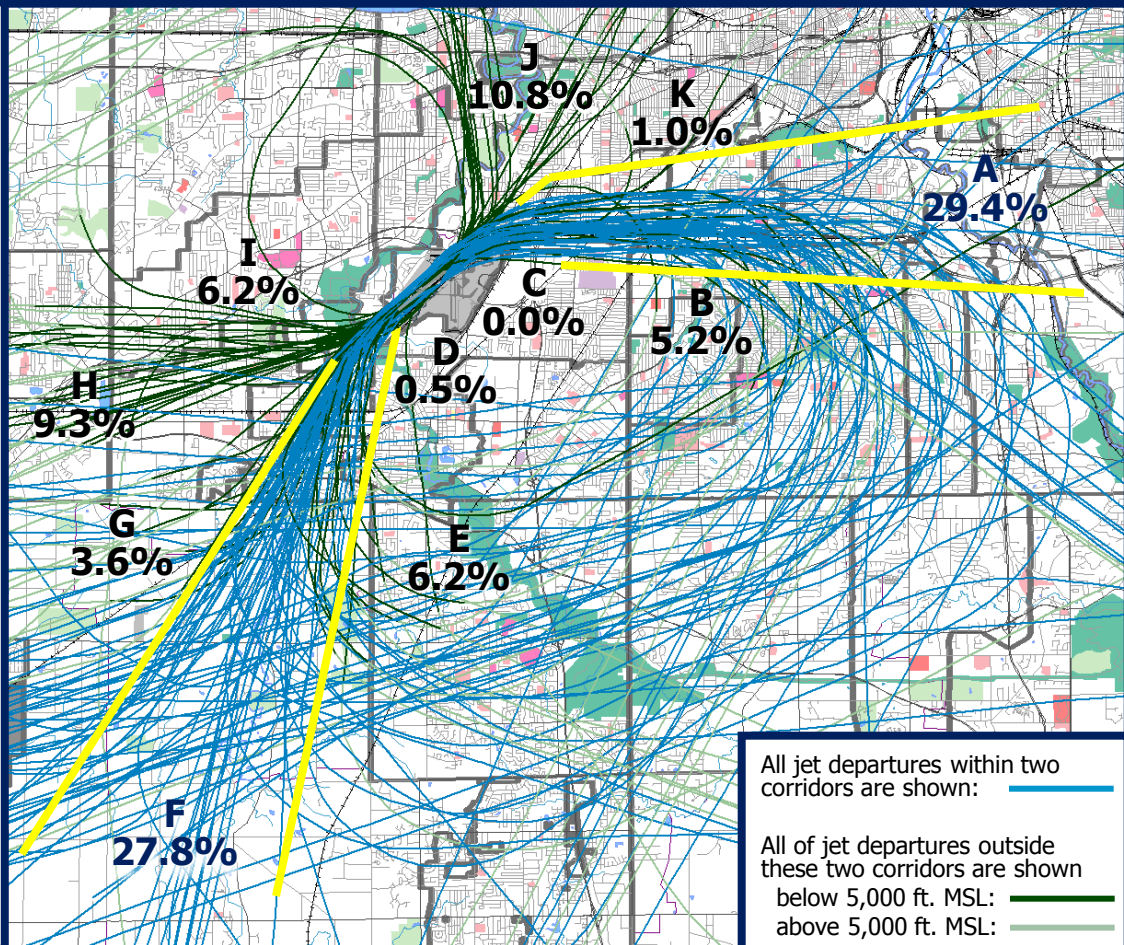 J
10.8%
K
1.0%
A
29.4%
I
6.2%
C
0.0%
B
5.2%
D
0.5%
H
9.3%
G
3.6%
E
6.2%
F
27.8%
All jet departures within two
corridors are shown:
All of jet departures outside
these two corridors are shown
below 5,000 ft. MSL:
above 5,000 ft. MSL: